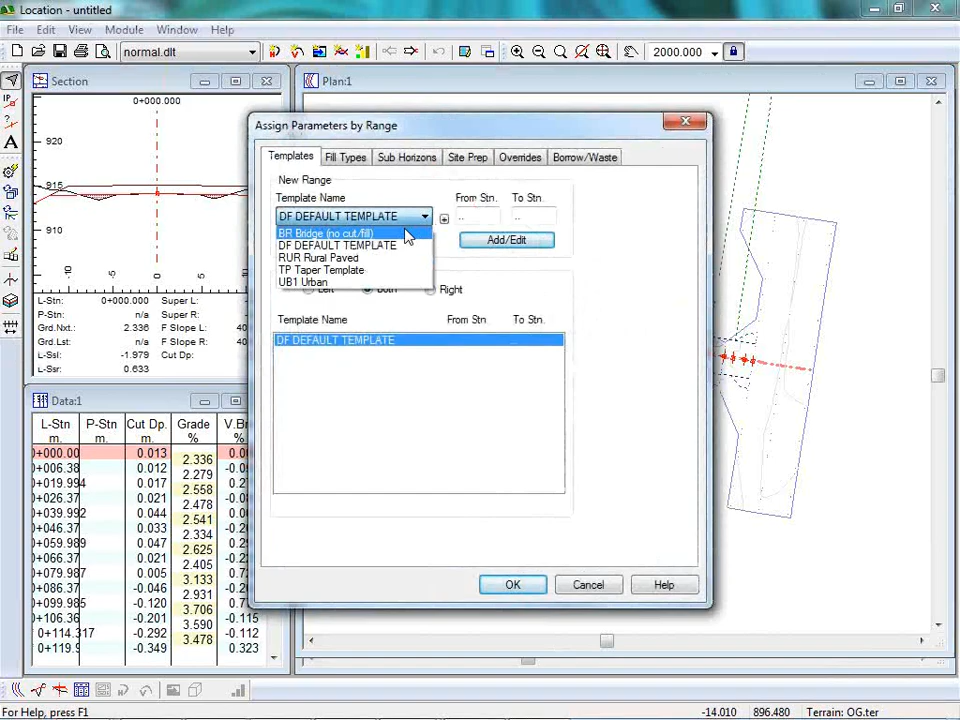 Location - untitled
File Edit View Module Window Help
normal.dlt 2000.000
Section
0+000.000
920
915
910
-10 0 10
L-Stn: 0+000.000 Super L:
P-Stn: n/a Super R:
Grd.Nxt.: 2.336 F Slope L:
L-Ssl: -1.979 Cut Dp.:
L-Ssr: 0.633
n/a
F Slope R:
Plan:1
Assign Parameters by Range
Templates Fill Types Sub Horizons Site Prep Overrides Borrow/Waste
New Range
Template Name From Stn. To Stn.
DF DEFAULT TEMPLATE .. ..
BR Bridge (no cut/fill)
DF DEFAULT TEMPLATE
RUR Rural Paved
TP Taper Template
UB1 Urban
Add/Edit
Left Both Right
Template Name From Stn To Stn.
DF DEFAULT TEMPLATE
OK Cancel Help
Data:1
L-Stn P-Stn Cut Dp. Grade
m. m. m. % %
0.013
0.012
0.017
0.021
0.044
0.033
0.029
0.021
0.005
-0.046
-0.120
-0.201
0+114.317 -0.292 -0.112
-0.349 0.323
2.336
2.279
2.558
2.478
2.541
2.334
2.625
2.405
3.133
2.931
3.706
3.590
3.478
For Help, press F1 -14.010 896.480 Terrain: OG.ter